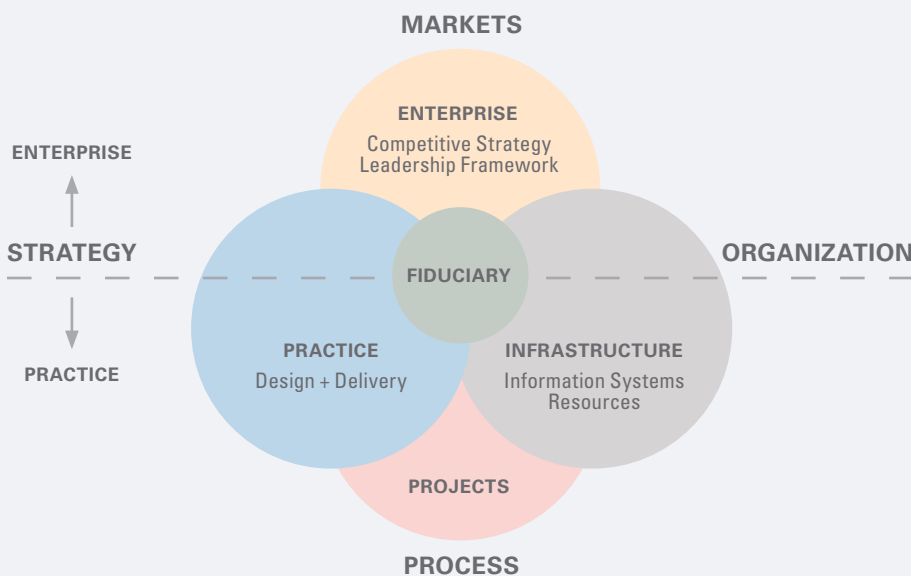 MARKETS
ENTERPRISE
Competitive Strategy
Leadership Framework
ENTERPRISE
STRATEGY
ORGANIZATION
FIDUCIARY
PRACTICE
PRACTICE
Design + Delivery
INFRASTRUCTURE
Information Systems
Resources
PROJECTS
PROCESS